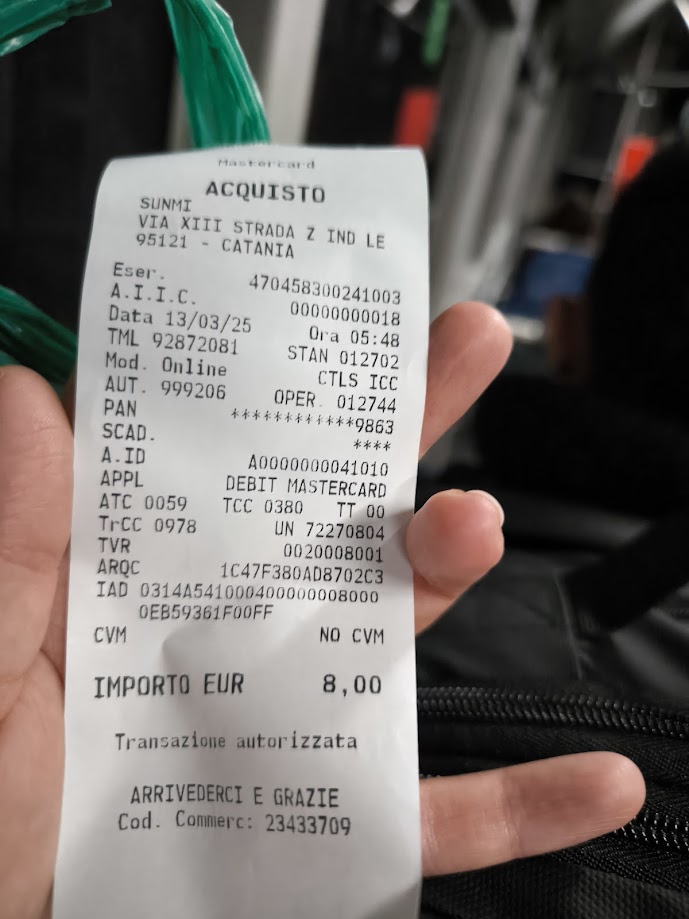 Mastercard
ACQUISTO
SUNMI
VIA XIII STRADA Z IND LE
95121 - CATANIA
Eser. 470458300241003
A.I.I.C. 00000000018
Data 13/03/25 Ora 05:48
TML 92872081 STAN 012702
Mod. Online CTLS ICC
AUT. 999206 OPER. 012744
PAN ************9863
SCAD. ****
A.ID A0000000041010
APPL DEBIT MASTERCARD
ATC 0059 TCC 0380 TT 00
TrCC 0978 UN 72270804
TVR 0020008001
ARQC 1C47F380AD8702C3
IAD 0314A541000400000008000
0EB59361F00FF
CVM NO CVM
IMPORTO EUR 8,00
Transazione autorizzata
ARRIVEDERCI E GRAZIE
Cod. Commerc: 23433709